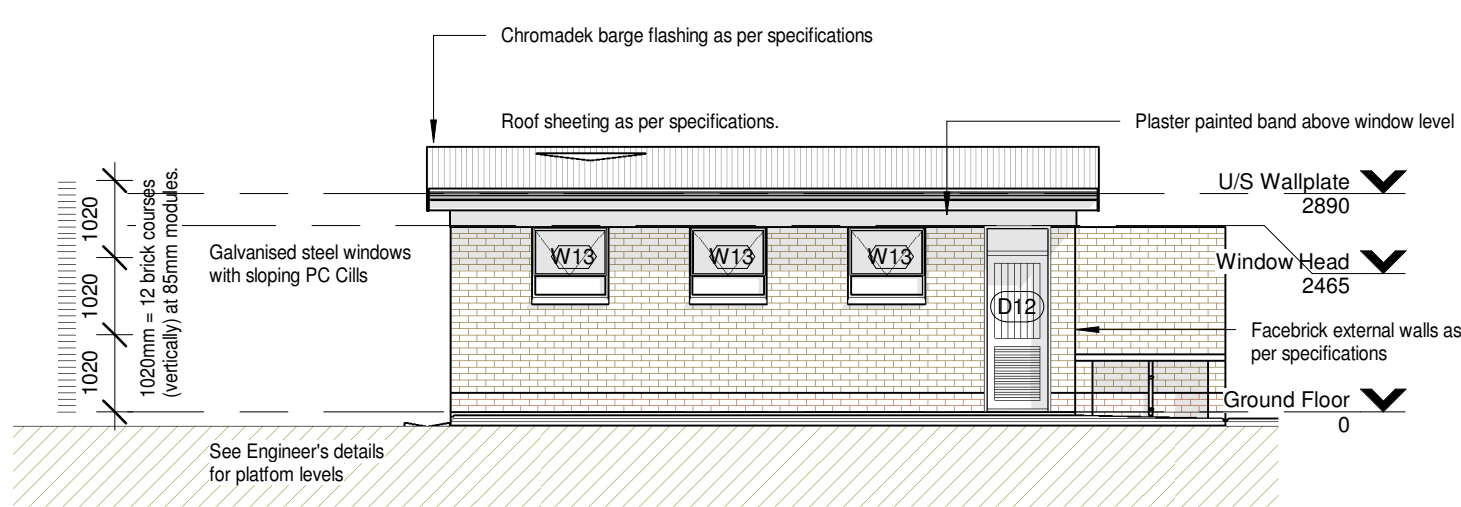 Chromadek barge flashing as per specifications
Roof sheeting as per specifications.
Plaster painted band above window level
U/S Wallplate
2890
1020
1020
1020
1020mm = 12 brick courses
(vertically) at 85mm modules.
Galvanised steel windows
with sloping PC Cills
W13
W13
W13
Window Head
2465
D12
Facebrick external walls as
per specifications
Ground Floor
0
See Engineer's details
for platfom levels